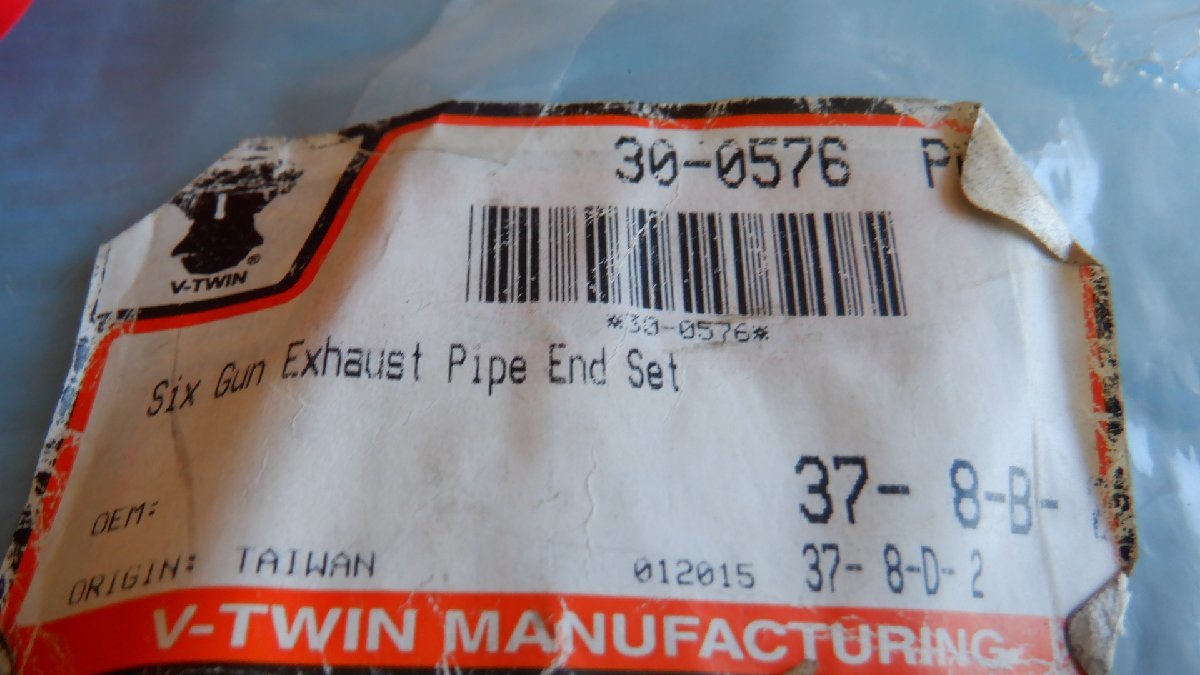 30-0576
V-TWIN®
*30-0576*
Six Gun Exhaust Pipe End Set
37- 8-B-
OEM:
ORIGIN: TAIWAN 012015 37- 8-D- 2
V-TWIN MANUFACTURING